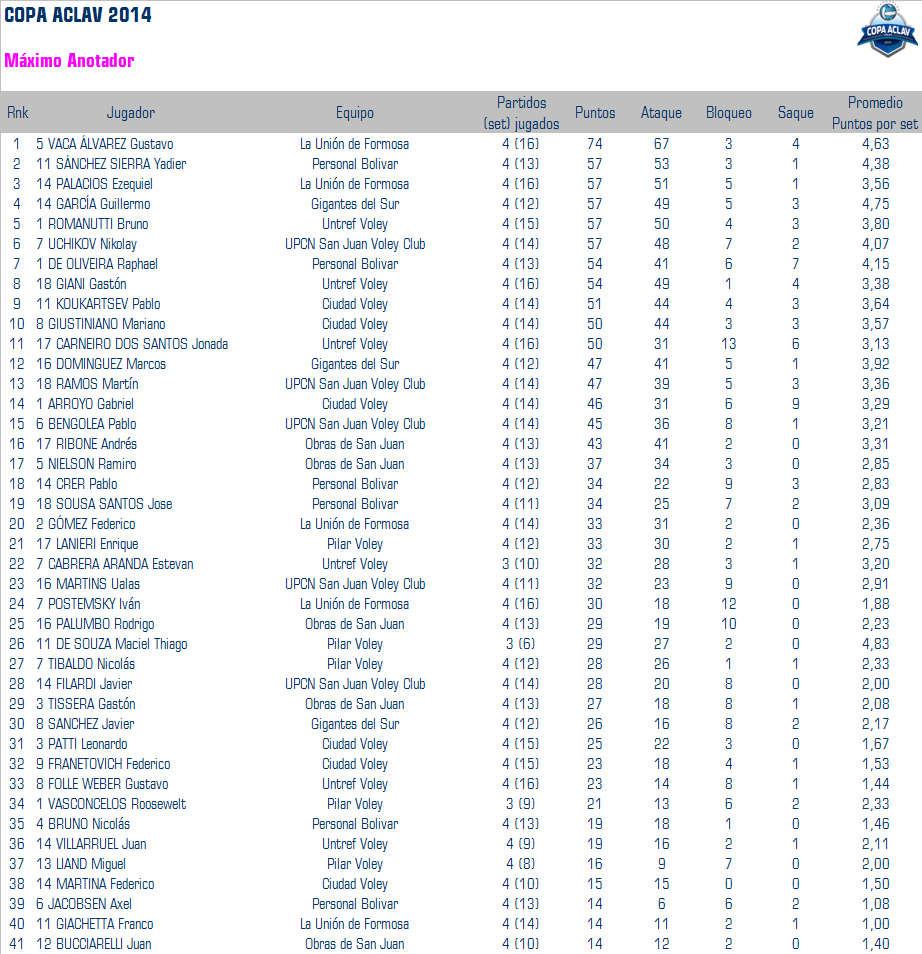 COPA ACLAV 2014
COPA ACLAV
2014
Máximo Anotador
Rnk Jugador Equipo Partidos (set) jugados Puntos Ataque Bloqueo Saque Promedio Puntos por set
1 5 VACA ÁLVAREZ Gustavo La Unión de Formosa 4 (16) 74 67 3 4 4,63
2 11 SÁNCHEZ SIERRA Yadier Personal Bolivar 4 (13) 57 53 3 1 4,38
3 14 PALACIOS Ezequiel La Unión de Formosa 4 (16) 57 51 5 1 3,56
4 14 GARCÍA Guillermo Gigantes del Sur 4 (12) 57 49 5 3 4,75
5 1 ROMANUTTI Bruno Untref Voley 4 (15) 57 50 4 3 3,80
6 7 UCHIKOV Nikolay UPCN San Juan Voley Club 4 (14) 57 48 7 2 4,07
7 1 DE OLIVEIRA Raphael Personal Bolivar 4 (13) 54 41 6 7 4,15
8 18 GIANI Gastón Untref Voley 4 (16) 54 49 1 4 3,38
9 11 KOUKARTSEV Pablo Ciudad Voley 4 (14) 51 44 4 3 3,64
10 8 GIUSTINIANO Mariano Ciudad Voley 4 (14) 50 44 3 3 3,57
11 17 CARNEIRO DOS SANTOS Jonada Untref Voley 4 (16) 50 31 13 6 3,13
12 16 DOMINGUEZ Marcos Gigantes del Sur 4 (12) 47 41 5 1 3,92
13 18 RAMOS Martín UPCN San Juan Voley Club 4 (14) 47 39 5 3 3,36
14 1 ARROYO Gabriel Ciudad Voley 4 (14) 46 31 6 9 3,29
15 6 BENGOLEA Pablo UPCN San Juan Voley Club 4 (14) 45 36 8 1 3,21
16 17 RIBONE Andrés Obras de San Juan 4 (13) 43 41 2 0 3,31
17 5 NIELSON Ramiro Obras de San Juan 4 (13) 37 34 3 0 2,85
18 14 CRER Pablo Personal Bolivar 4 (12) 34 22 9 3 2,83
19 18 SOUSA SANTOS Jose Personal Bolivar 4 (11) 34 25 7 2 3,09
20 2 GÓMEZ Federico La Unión de Formosa 4 (14) 33 31 2 0 2,36
21 17 LANIERI Enrique Pilar Voley 4 (12) 33 30 2 1 2,75
22 7 CABRERA ARANDA Estevan Untref Voley 3 (10) 32 28 3 1 3,20
23 16 MARTINS Ualas UPCN San Juan Voley Club 4 (11) 32 23 9 0 2,91
24 7 POSTEMSKY Iván La Unión de Formosa 4 (16) 30 18 12 0 1,88
25 16 PALUMBO Rodrigo Obras de San Juan 4 (13) 29 19 10 0 2,23
26 11 DE SOUZA Maciel Thiago Pilar Voley 3 (6) 29 27 2 0 4,83
27 7 TIBALDO Nicolás Pilar Voley 4 (12) 28 26 1 1 2,33
28 14 FILARDI Javier UPCN San Juan Voley Club 4 (14) 28 20 8 0 2,00
29 3 TISSERA Gastón Obras de San Juan 4 (13) 27 18 8 1 2,08
30 8 SANCHEZ Javier Gigantes del Sur 4 (12) 26 16 8 2 2,17
31 3 PATTI Leonardo Ciudad Voley 4 (15) 25 22 3 0 1,67
32 9 FRANETOVICH Federico Ciudad Voley 4 (15) 23 18 4 1 1,53
33 8 FOLLE WEBER Gustavo Untref Voley 4 (16) 23 14 8 1 1,44
34 1 VASCONCELOS Roosewelt Pilar Voley 3 (9) 21 13 6 2 2,33
35 4 BRUNO Nicolás Personal Bolivar 4 (13) 19 18 1 0 1,46
36 14 VILLARRUEL Juan Untref Voley 4 (9) 19 16 2 1 2,11
37 13 LIAND Miguel Pilar Voley 4 (8) 16 9 7 0 2,00
38 14 MARTINA Federico Ciudad Voley 4 (10) 15 15 0 0 1,50
39 6 JACOBSEN Axel Personal Bolivar 4 (13) 14 6 6 2 1,08
40 11 GIACHETTA Franco La Unión de Formosa 4 (14) 14 11 2 1 1,00
41 12 BUCCIARELLI Juan Obras de San Juan 4 (10) 14 12 2 0 1,40